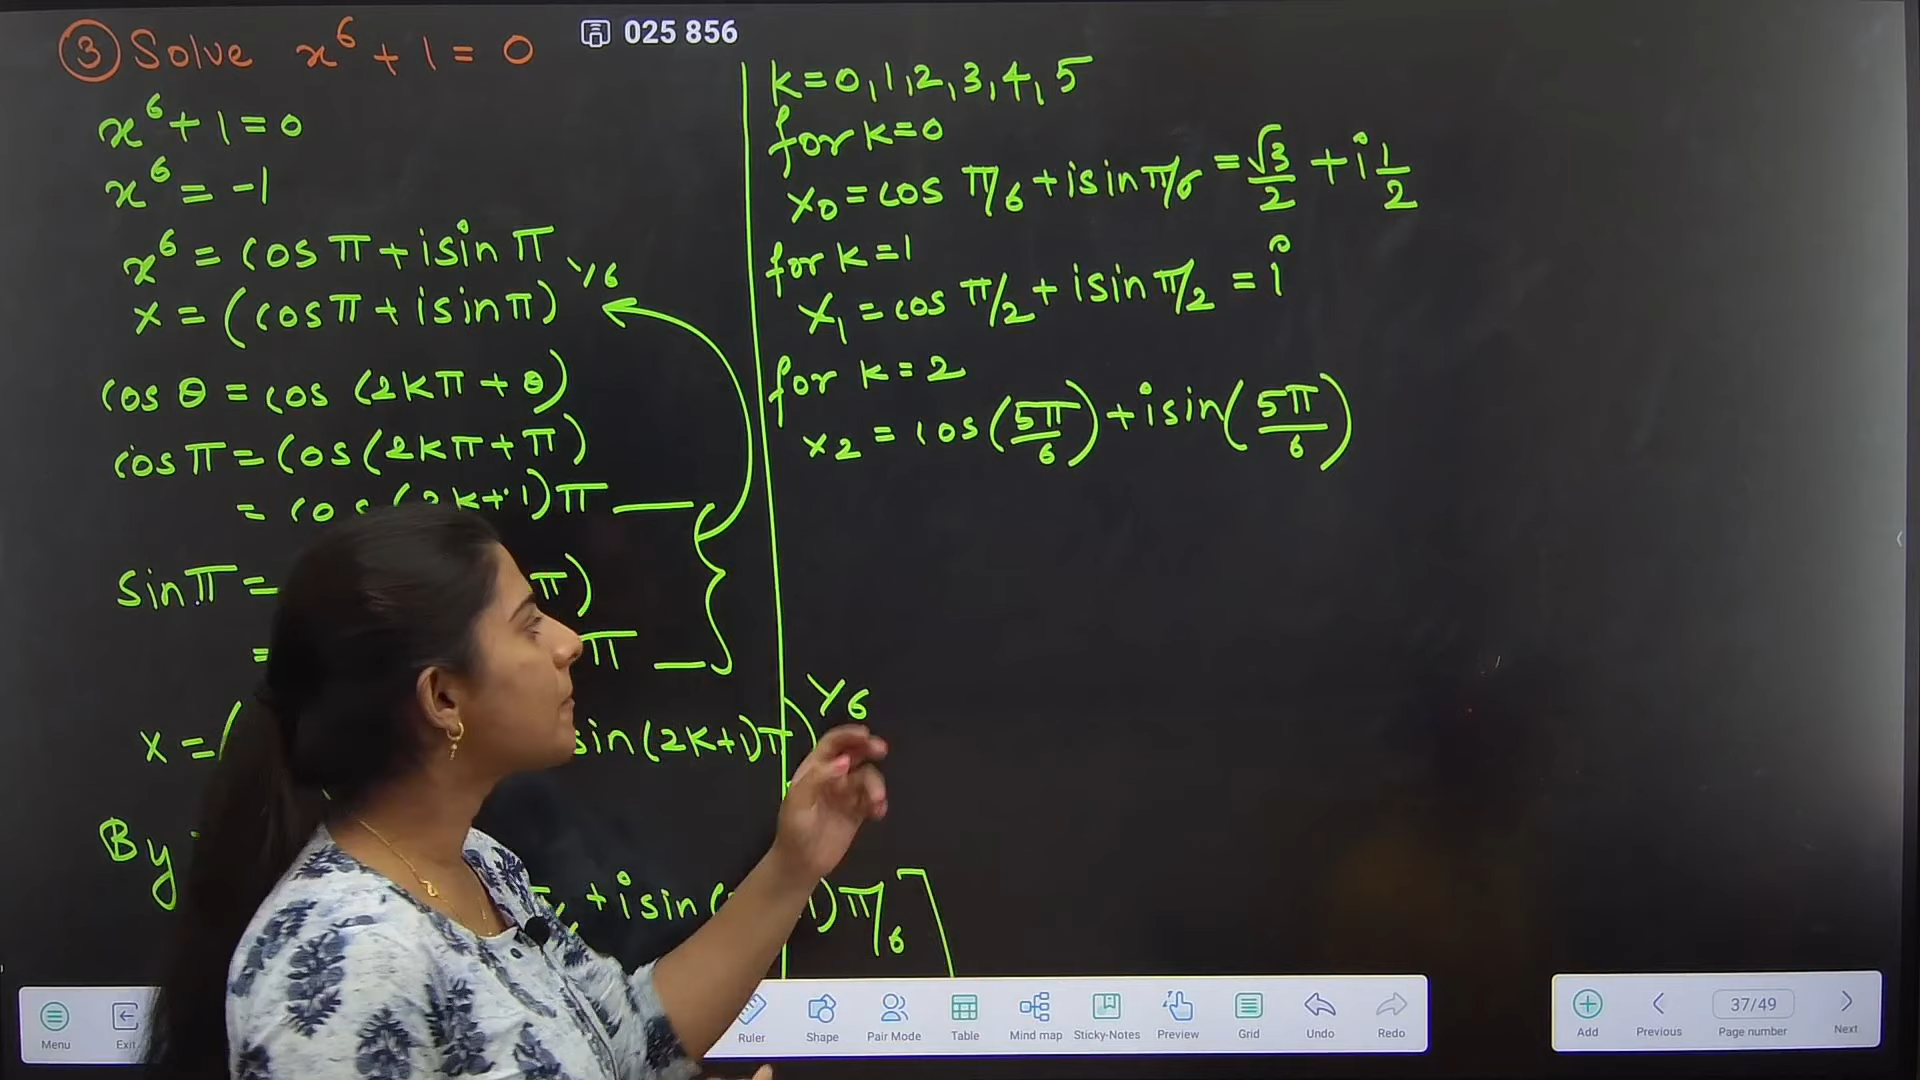 ③ Solve x⁶ + 1 = 0
025 856
x⁶ + 1 = 0
x⁶ = -1
x⁶ = cos π + i sin π
x = (cos π + i sin π)^1/6
cos θ = cos (2kπ + θ)
cos π = cos (2kπ + π)
= cos (2k+1)π
sin π = π)
= π
x = ( sin (2k+1)π)^1/6
By
+ i sin ( 1) π/6
k = 0, 1, 2, 3, 4, 5
for k = 0
x₀ = cos π/6 + i sin π/6 = √3/2 + i 1/2
for k = 1
x₁ = cos π/2 + i sin π/2 = i
for k = 2
x₂ = cos (5π/6) + i sin (5π/6)
Menu Exit Ruler Shape Pair Mode Table Mind map Sticky-Notes Preview Grid Undo Redo
Add Previous 37/49 Page number Next